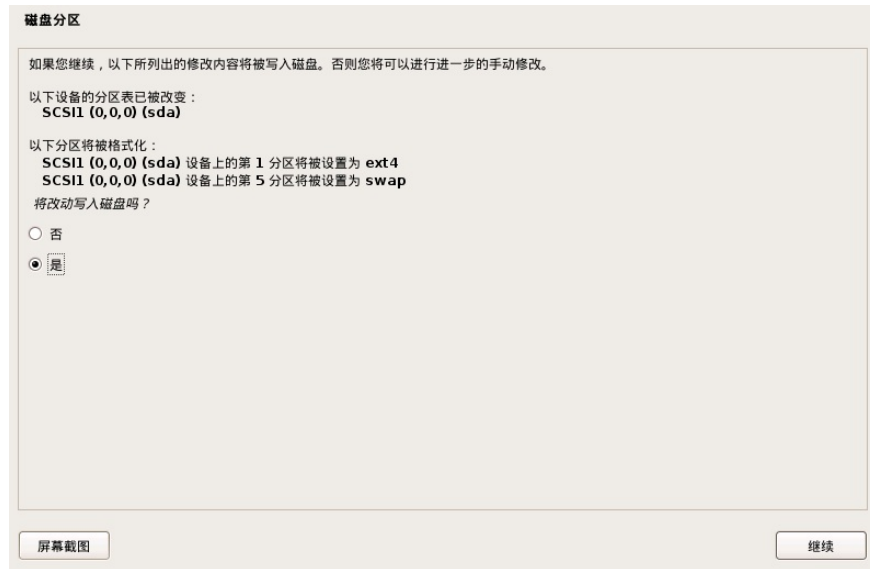 磁盘分区
如果您继续，以下所列出的修改内容将被写入磁盘。否则您将可以进行进一步的手动修改。
以下设备的分区表已被改变：
SCSI1 (0,0,0) (sda)
以下分区将被格式化：
SCSI1 (0,0,0) (sda) 设备上的第 1 分区将被设置为 ext4
SCSI1 (0,0,0) (sda) 设备上的第 5 分区将被设置为 swap
将改动写入磁盘吗？
否
是
屏幕截图
继续